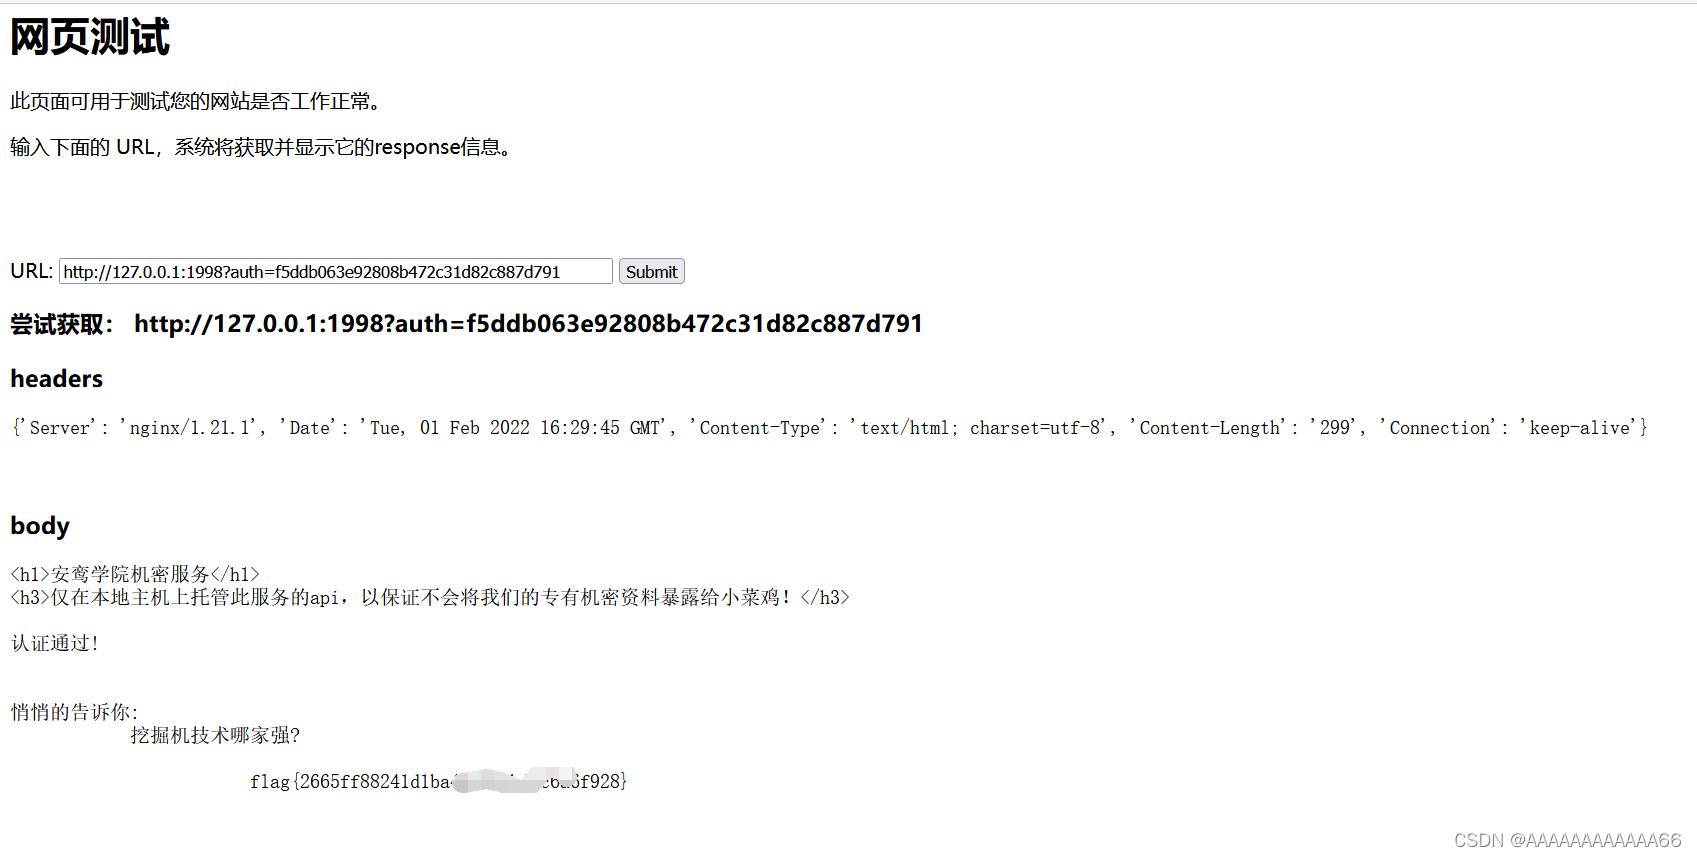 网页测试
此页面可用于测试您的网站是否工作正常。
输入下面的 URL，系统将获取并显示它的response信息。
URL: http://127.0.0.1:1998?auth=f5ddb063e92808b472c31d82c887d791 Submit
尝试获取： http://127.0.0.1:1998?auth=f5ddb063e92808b472c31d82c887d791
headers
{'Server': 'nginx/1.21.1', 'Date': 'Tue, 01 Feb 2022 16:29:45 GMT', 'Content-Type': 'text/html; charset=utf-8', 'Content-Length': '299', 'Connection': 'keep-alive'}
body
<h1>安鸾学院机密服务</h1>
<h3>仅在本地主机上托管此服务的api，以保证不会将我们的专有机密资料暴露给小菜鸡！</h3>
认证通过!
悄悄的告诉你:
挖掘机技术哪家强?
flag{2665ff88241d1ba 6f928}
CSDN @AAAAAAAAAAAA66